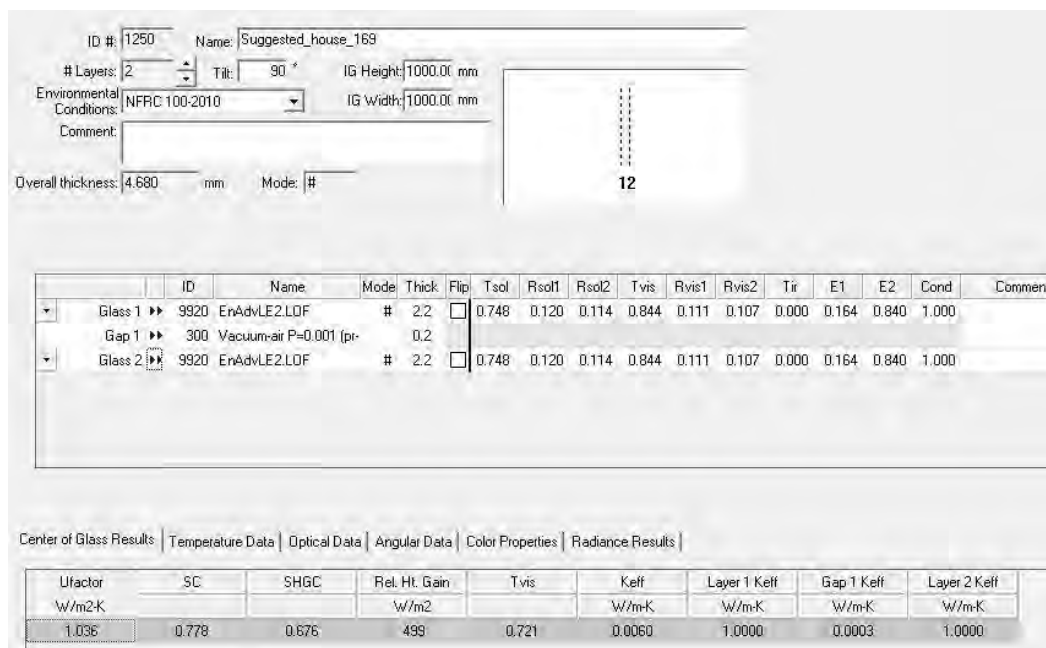 ID #: 1250 Name: Suggested_house_169
# Layers: 2 Tilt: 90 ° IG Height: 1000.00 mm
Environmental Conditions: NFRC 100-2010 IG Width: 1000.00 mm
Comment:
Overall thickness: 4.680 mm Mode: #
12
ID Name Mode Thick Flip Tsol Rsol1 Rsol2 Tvis Rvis1 Rvis2 Tir E1 E2 Cond Commen
Glass 1 9920 EnAdvLE2.LOF # 2.2 0.748 0.120 0.114 0.844 0.111 0.107 0.000 0.164 0.840 1.000
Gap 1 300 Vacuum-air P=0.001 (pr- 0.2
Glass 2 9920 EnAdvLE2.LOF # 2.2 0.748 0.120 0.114 0.844 0.111 0.107 0.000 0.164 0.840 1.000
Center of Glass Results Temperature Data Optical Data Angular Data Color Properties Radiance Results
Ufactor SC SHGC Rel. Ht. Gain Tvis Keff Layer 1 Keff Gap 1 Keff Layer 2 Keff
W/m2-K W/m2 W/m-K W/m-K W/m-K W/m-K
1.036 0.778 0.676 499 0.721 0.0060 1.0000 0.0003 1.0000